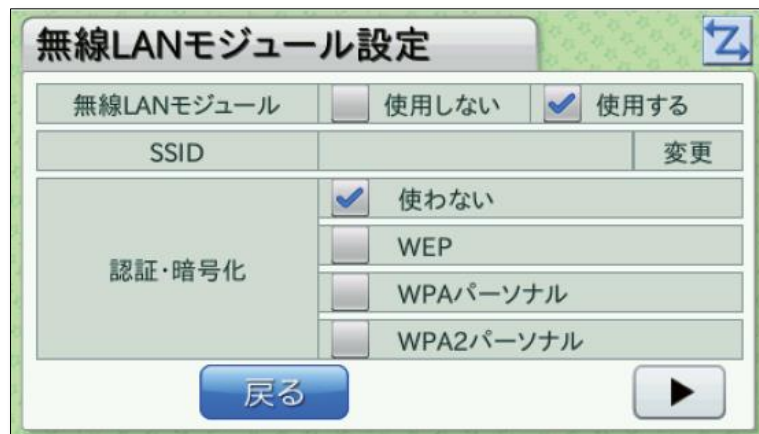 無線LANモジュール設定
Z
無線LANモジュール 使用しない 使用する
SSID 変更
使わない
WEP
認証・暗号化
WPAパーソナル
WPA2パーソナル
戻る